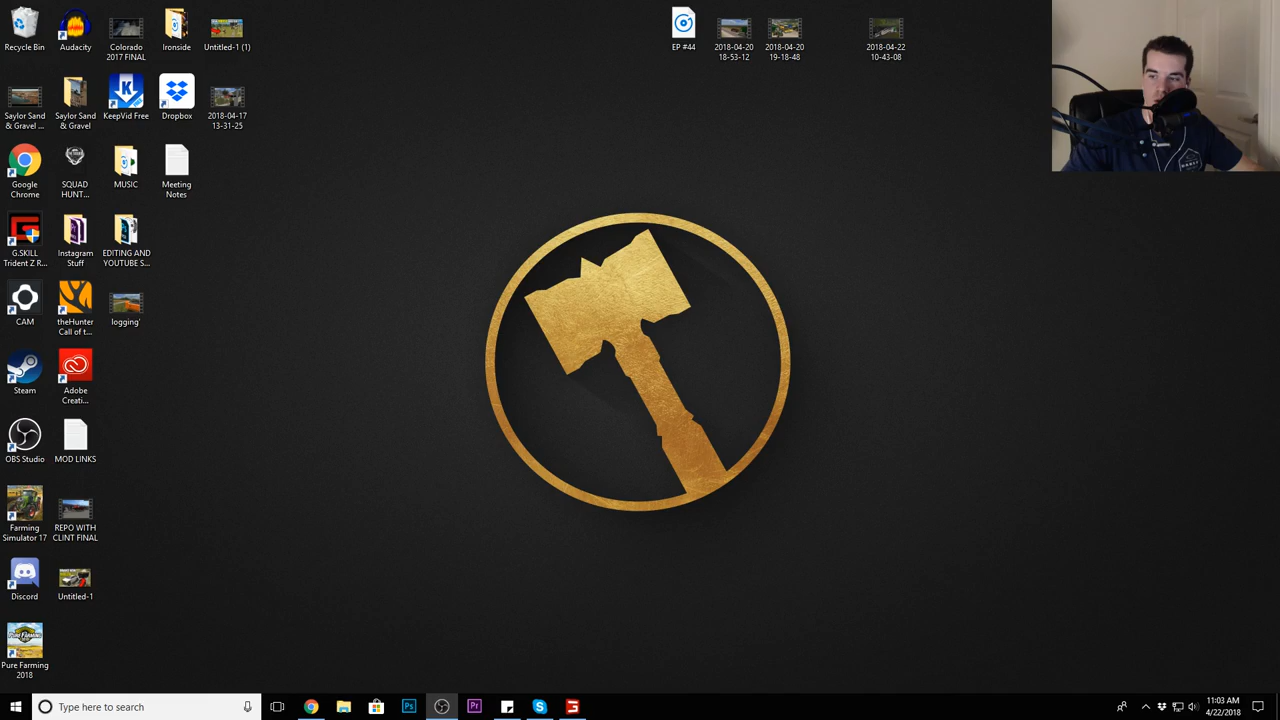 Recycle Bin
Audacity
Colorado
2017 FINAL
Ironside
Untitled-1 (1)
EP #44
2018-04-20
18-53-12
2018-04-20
19-18-48
2018-04-22
10-43-08
Saylor Sand
& Gravel ...
Saylor Sand
& Gravel
KeepVid Free
Dropbox
2018-04-17
13-31-25
Google
Chrome
SQUAD
HUNT...
MUSIC
Meeting
Notes
G.SKILL
Trident Z R...
Instagram
Stuff
EDITING AND
YOUTUBE S...
CAM
theHunter
Call of t...
logging'
Steam
Adobe
Creati...
OBS Studio
MOD LINKS
Farming
Simulator 17
REPO WITH
CLINT FINAL
Discord
Untitled-1
Pure Farming
2018
Type here to search
Ps
Pr
11:03 AM
4/22/2018